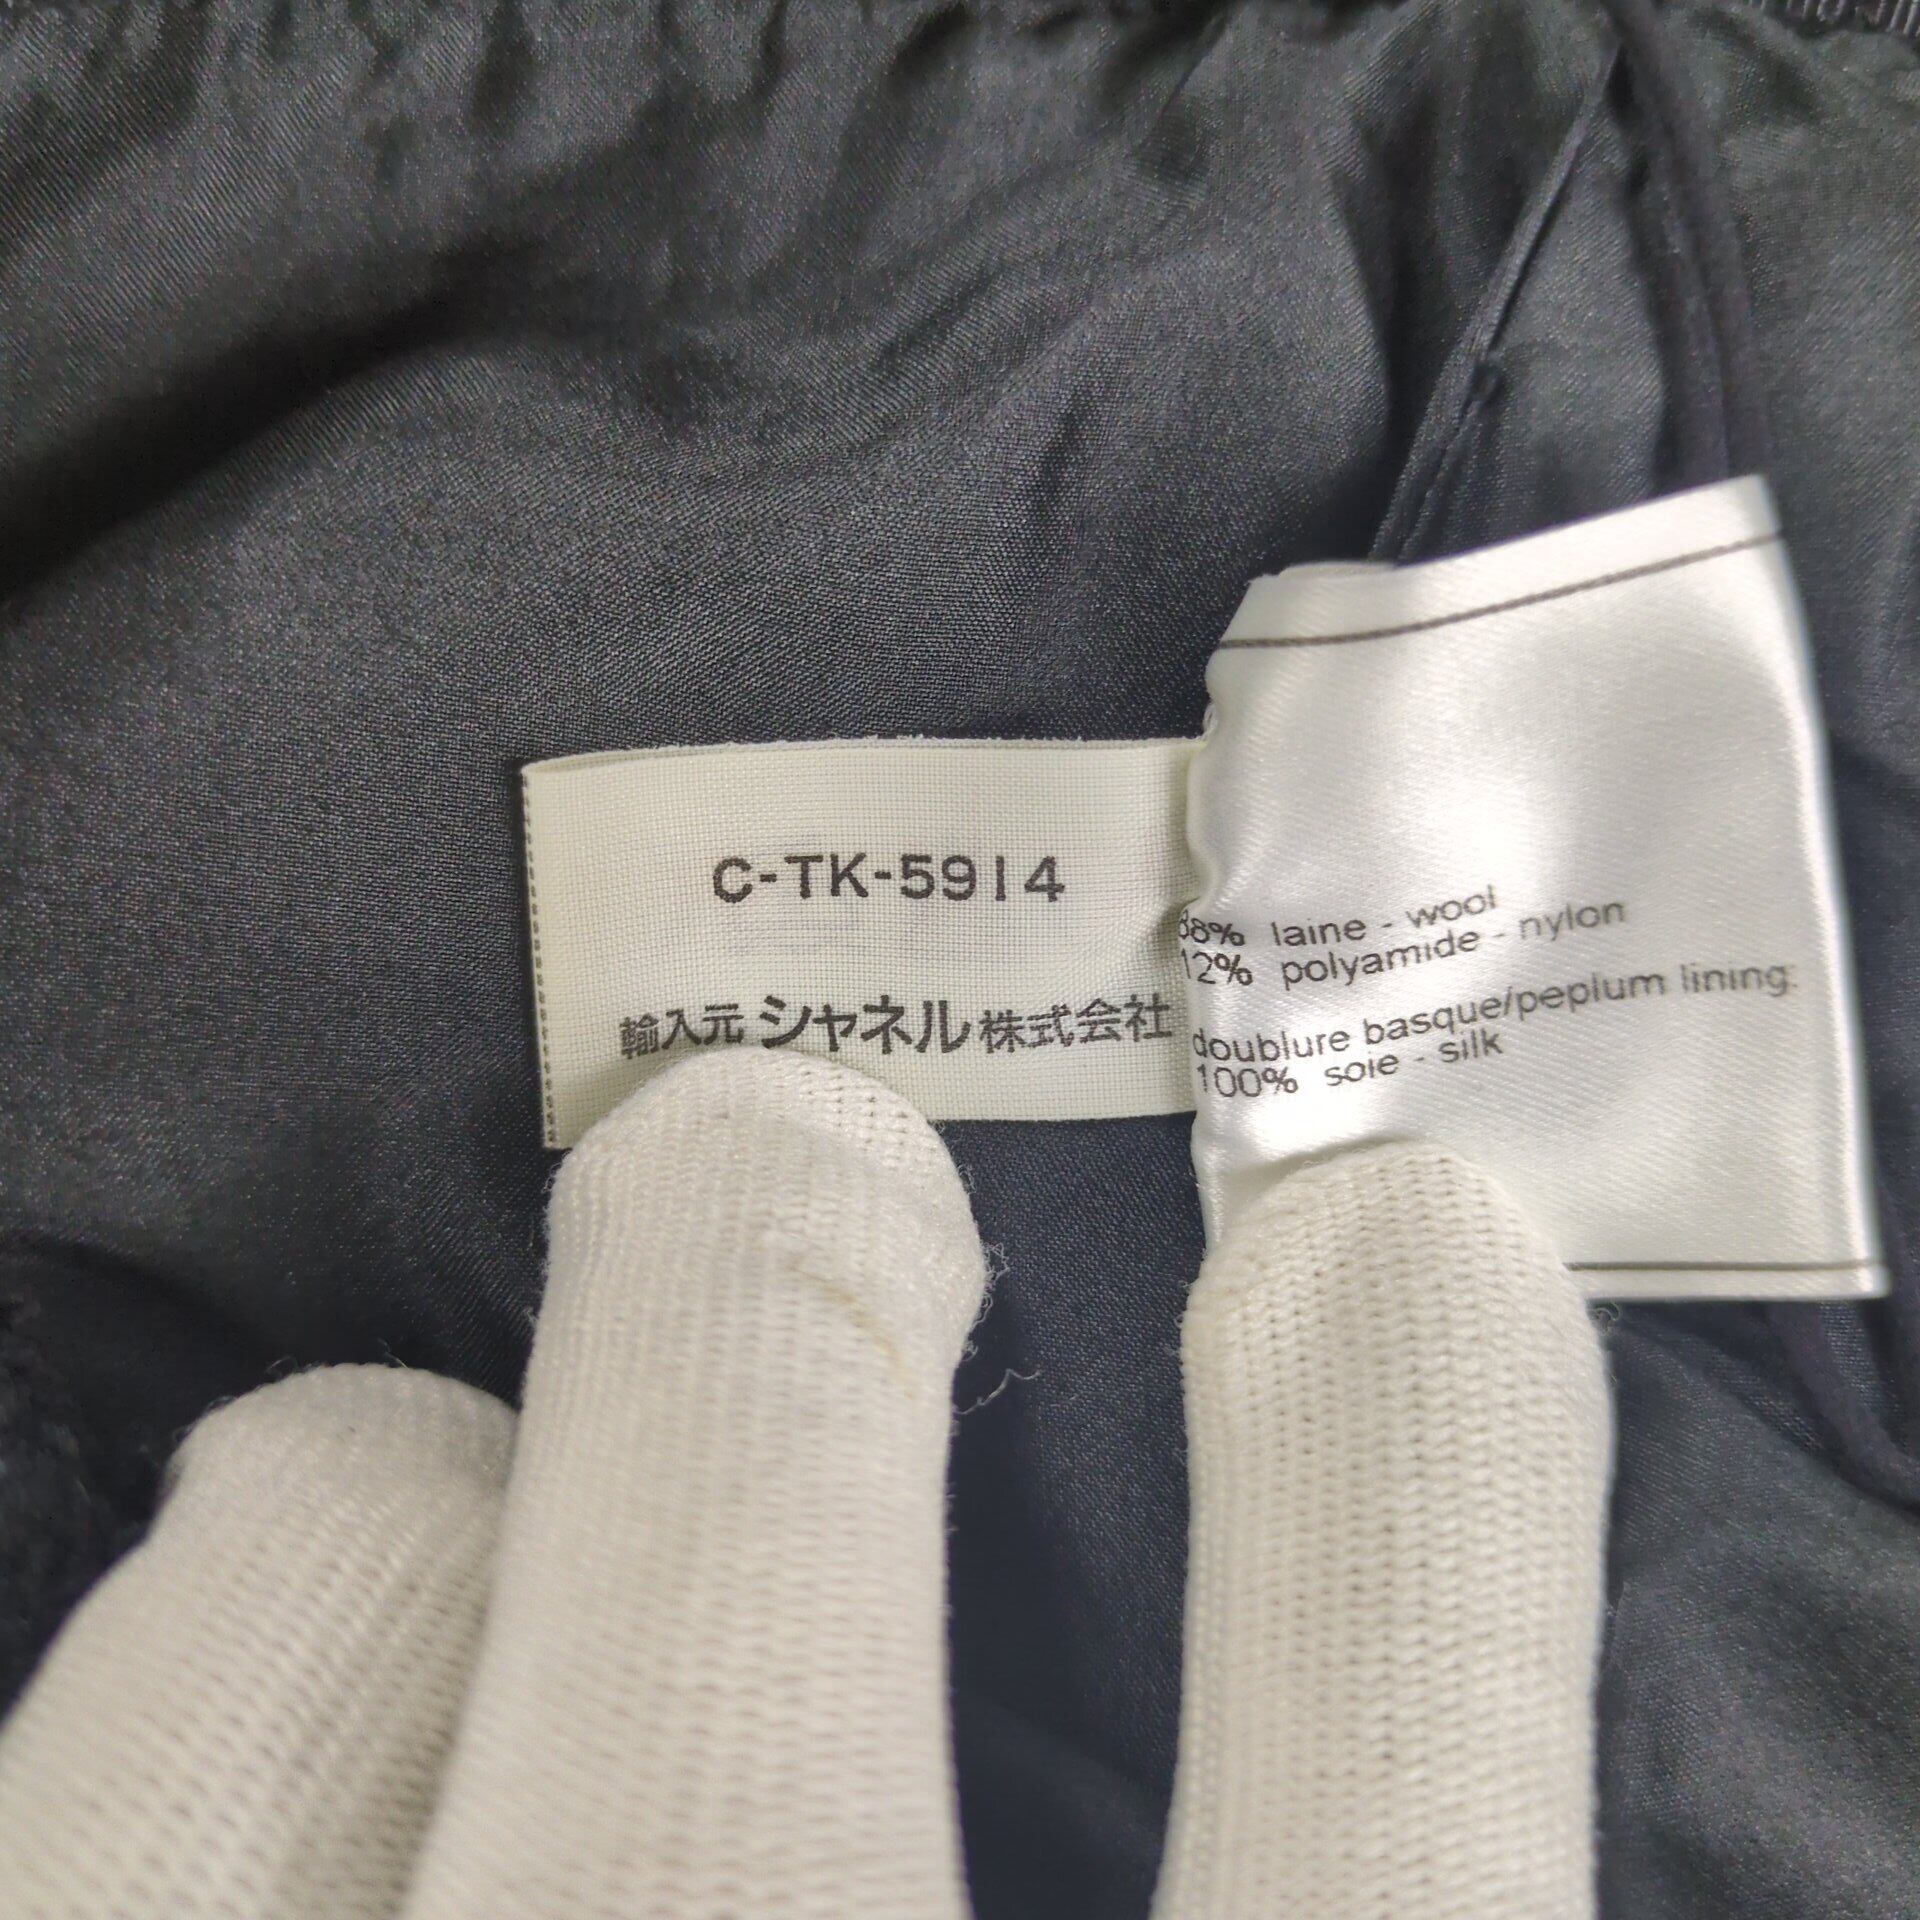 C-TK-5914
輸入元 シャネル 株式会社
88% laine - wool
12% polyamide - nylon
doublure basque/peplum lining:
100% soie - silk